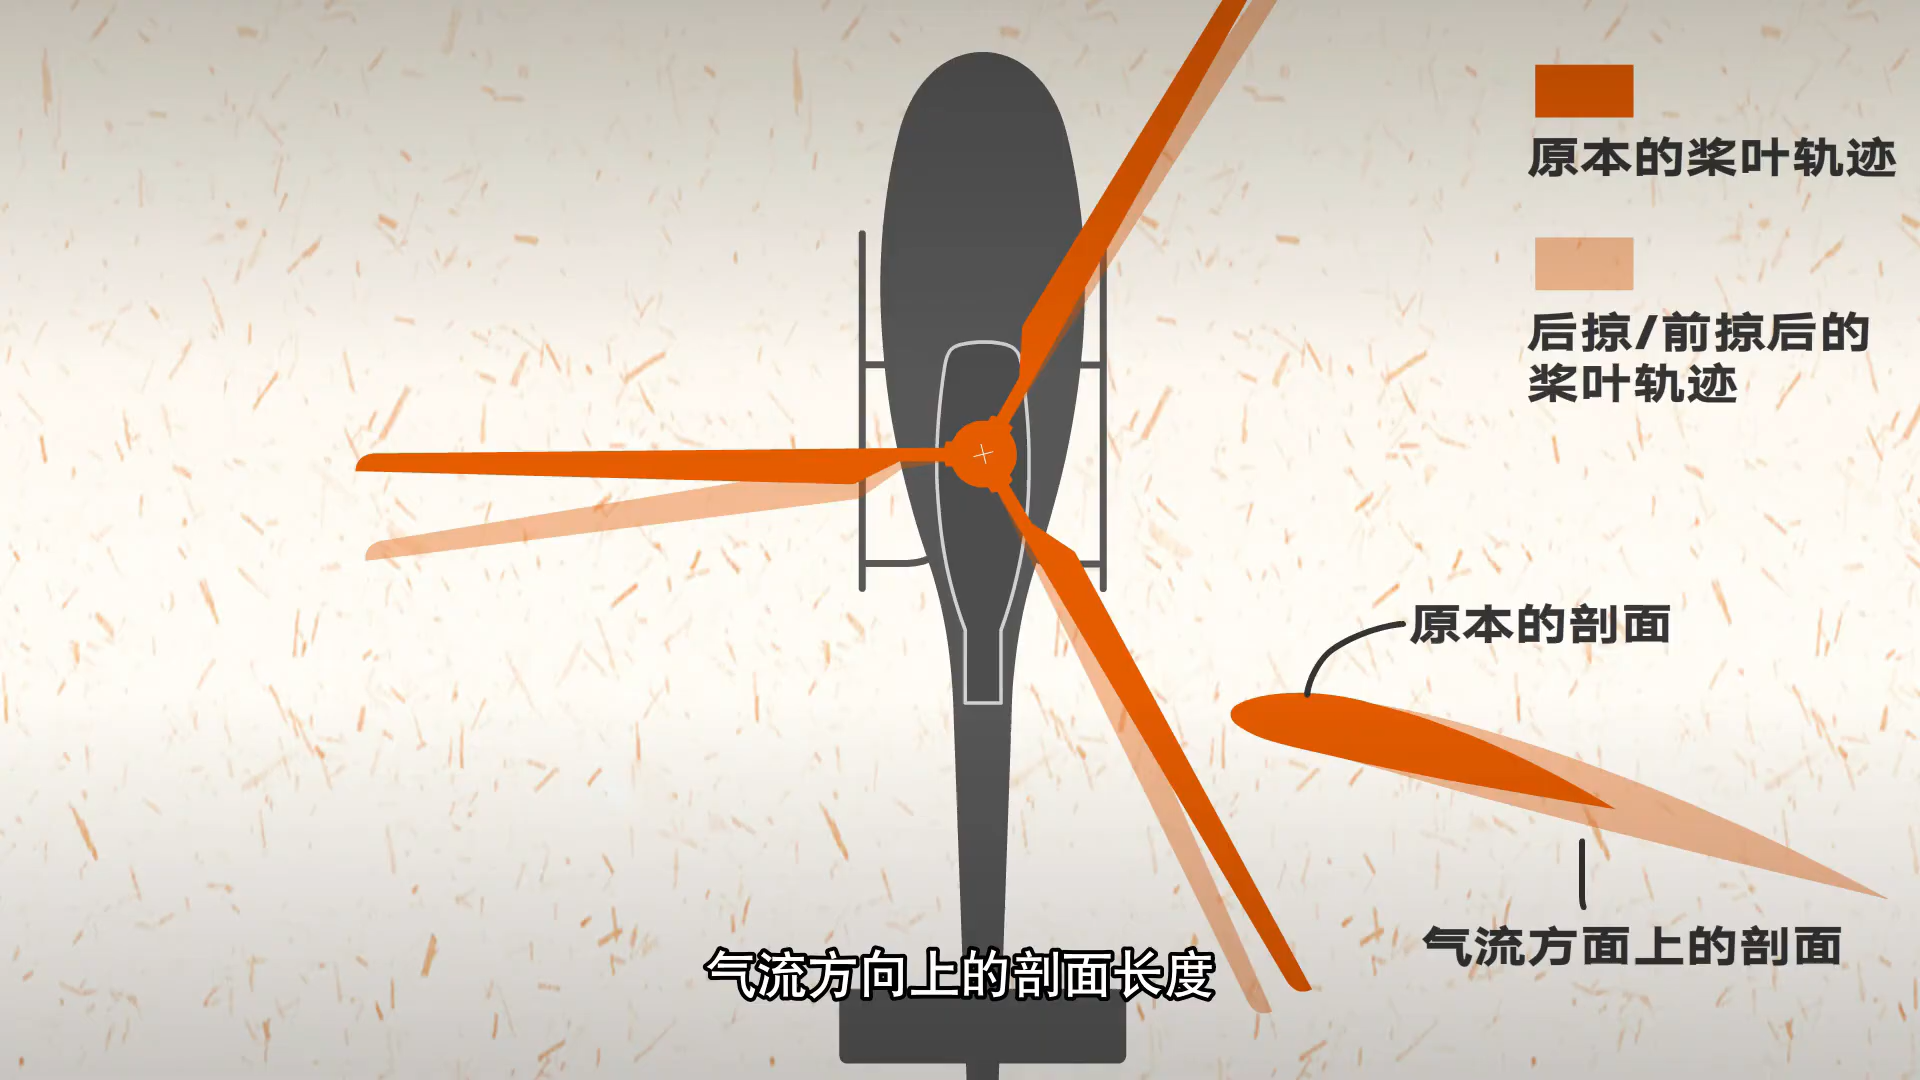 原本的桨叶轨迹
后掠/前掠后的
桨叶轨迹
原本的剖面
气流方面上的剖面
气流方向上的剖面长度